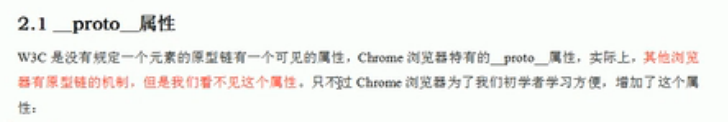 2.1 __proto__属性
W3C 是没有规定一个元素的原型链有一个可见的属性，Chrome 浏览器特有的__proto__属性，实际上，其他浏览
器有原型链的机制，但是我们看不见这个属性。只不过 Chrome 浏览器为了我们初学者学习方便，增加了这个属
性：